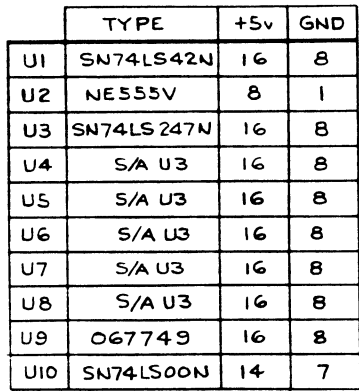 TYPE +5v GND
U1 SN74LS42N 16 8
U2 NE555V 8 1
U3 SN74LS247N 16 8
U4 S/A U3 16 8
U5 S/A U3 16 8
U6 S/A U3 16 8
U7 S/A U3 16 8
U8 S/A U3 16 8
U9 067749 16 8
U10 SN74LS00N 14 7